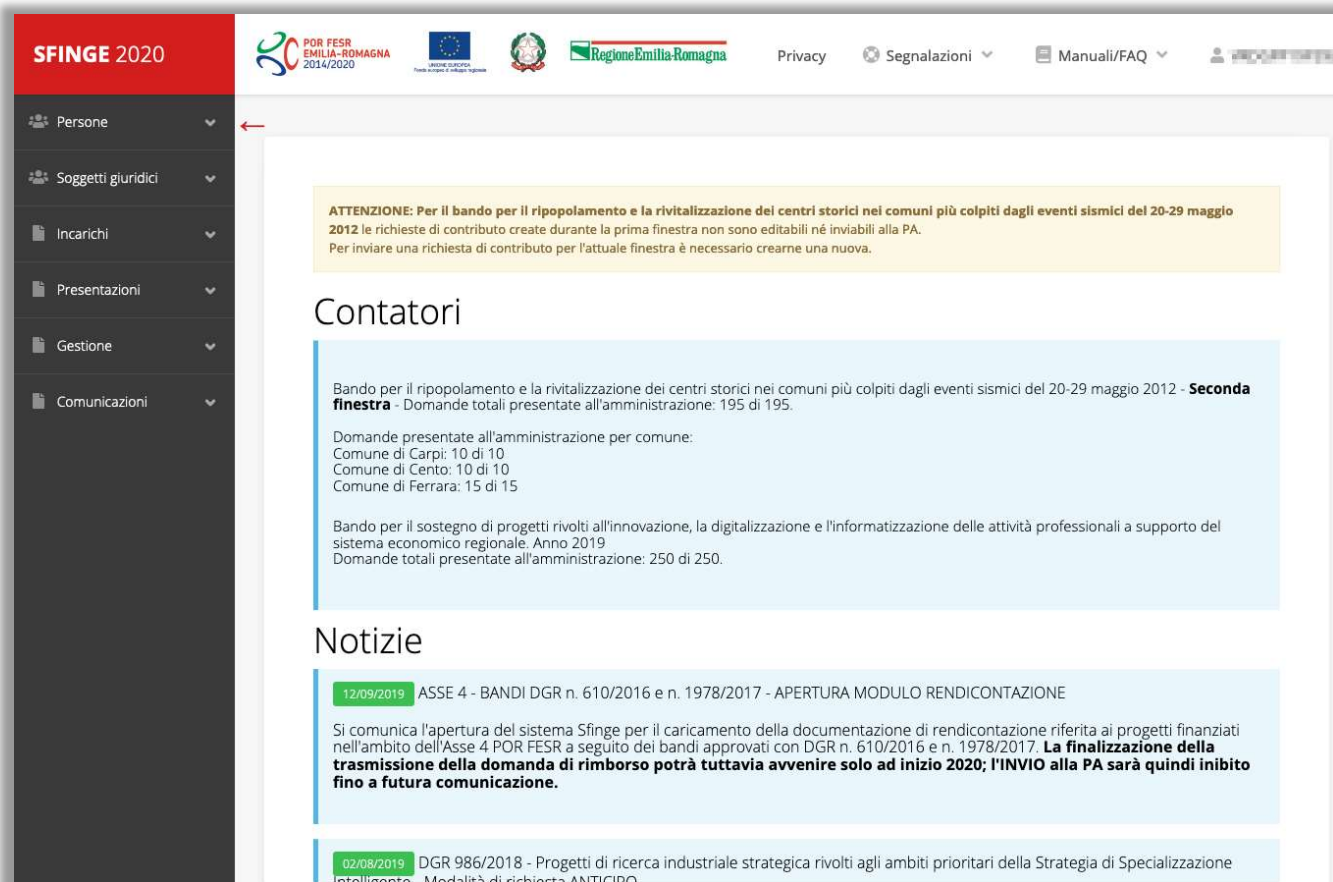 SFINGE 2020
POR FESR
EMILIA-ROMAGNA
2014/2020
UNIONE EUROPEA
Fondo europeo di sviluppo regionale
RegioneEmilia-Romagna
Privacy
Segnalazioni
Manuali/FAQ
Persone
Soggetti giuridici
Incarichi
Presentazioni
Gestione
Comunicazioni
←
ATTENZIONE: Per il bando per il ripopolamento e la rivitalizzazione dei centri storici nei comuni più colpiti dagli eventi sismici del 20-29 maggio
2012 le richieste di contributo create durante la prima finestra non sono editabili né inviabili alla PA.
Per inviare una richiesta di contributo per l'attuale finestra è necessario crearne una nuova.
Contatori
Bando per il ripopolamento e la rivitalizzazione dei centri storici nei comuni più colpiti dagli eventi sismici del 20-29 maggio 2012 - Seconda
finestra - Domande totali presentate all'amministrazione: 195 di 195.
Domande presentate all'amministrazione per comune:
Comune di Carpi: 10 di 10
Comune di Cento: 10 di 10
Comune di Ferrara: 15 di 15
Bando per il sostegno di progetti rivolti all'innovazione, la digitalizzazione e l'informatizzazione delle attività professionali a supporto del
sistema economico regionale. Anno 2019
Domande totali presentate all'amministrazione: 250 di 250.
Notizie
12/09/2019 ASSE 4 - BANDI DGR n. 610/2016 e n. 1978/2017 - APERTURA MODULO RENDICONTAZIONE
Si comunica l'apertura del sistema Sfinge per il caricamento della documentazione di rendicontazione riferita ai progetti finanziati
nell'ambito dell'Asse 4 POR FESR a seguito dei bandi approvati con DGR n. 610/2016 e n. 1978/2017. La finalizzazione della
trasmissione della domanda di rimborso potrà tuttavia avvenire solo ad inizio 2020; l'INVIO alla PA sarà quindi inibito
fino a futura comunicazione.
02/08/2019 DGR 986/2018 - Progetti di ricerca industriale strategica rivolti agli ambiti prioritari della Strategia di Specializzazione
Intelligente - Modalità di richiesta ANTICIPO